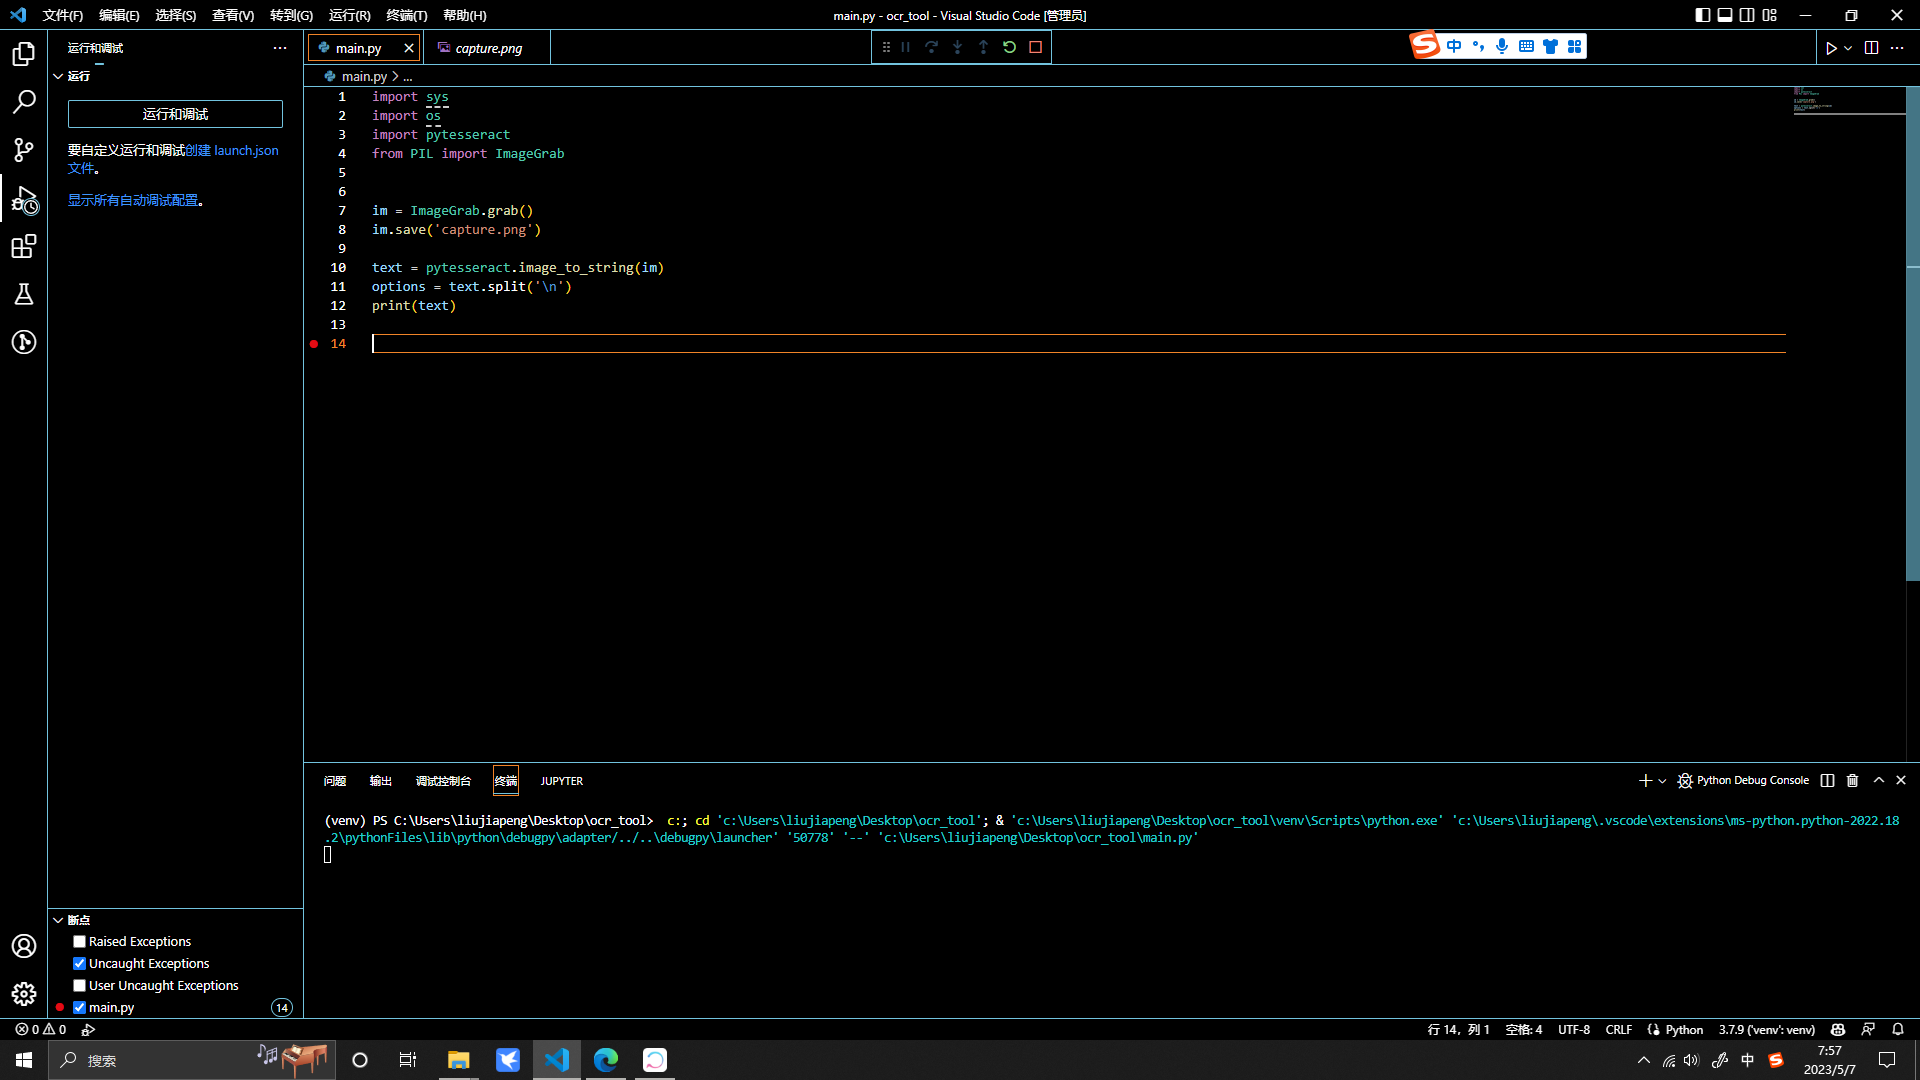 文件(F) 编辑(E) 选择(S) 查看(V) 转到(G) 运行(R) 终端(T) 帮助(H) main.py - ocr_tool - Visual Studio Code [管理员]
运行和调试 ···
main.py capture.png
中
运行
main.py > ...
运行和调试
要自定义运行和调试创建 launch.json
文件。
显示所有自动调试配置。
1 import sys
2 import os
3 import pytesseract
4 from PIL import ImageGrab
5
6
7 im = ImageGrab.grab()
8 im.save('capture.png')
9
10 text = pytesseract.image_to_string(im)
11 options = text.split('\n')
12 print(text)
13
14
问题 输出 调试控制台 终端 JUPYTER Python Debug Console
(venv) PS C:\Users\liujiapeng\Desktop\ocr_tool>  c:; cd 'c:\Users\liujiapeng\Desktop\ocr_tool'; & 'c:\Users\liujiapeng\Desktop\ocr_tool\venv\Scripts\python.exe' 'c:\Users\liujiapeng\.vscode\extensions\ms-python.python-2022.18
.2\pythonFiles\lib\python\debugpy\adapter/../..\debugpy\launcher' '50778' '--' 'c:\Users\liujiapeng\Desktop\ocr_tool\main.py'
断点
Raised Exceptions
Uncaught Exceptions
User Uncaught Exceptions
main.py 14
0 0 行 14，列 1 空格: 4 UTF-8 CRLF Python 3.7.9 ('venv': venv)
搜索 中 7:57
2023/5/7